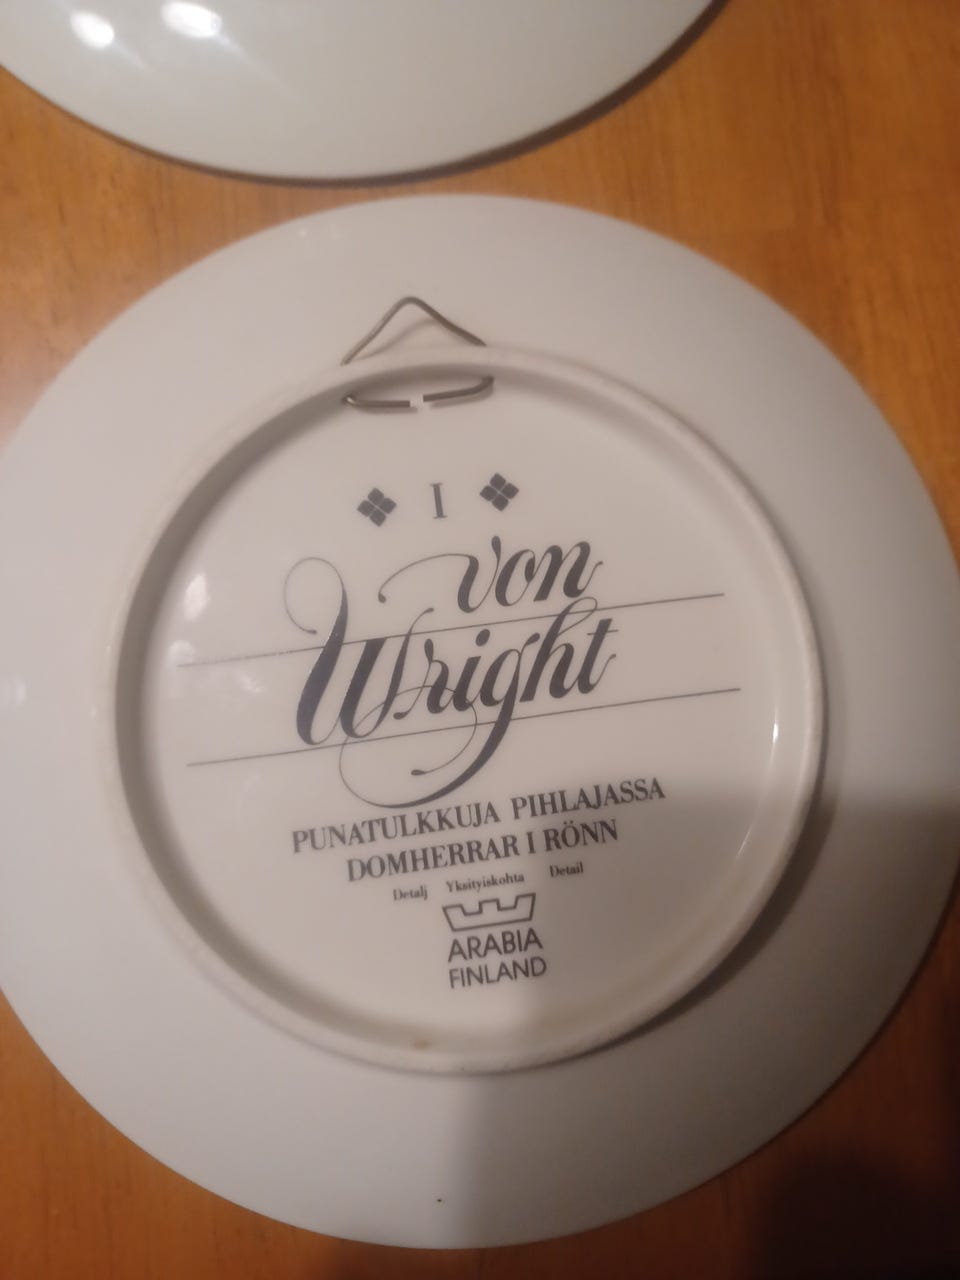 I
von
Wright
PUNATULKKUJA PIHLAJASSA
DOMHERRAR I RÖNN
Detalj Yksityiskohta Detail
ARABIA
FINLAND